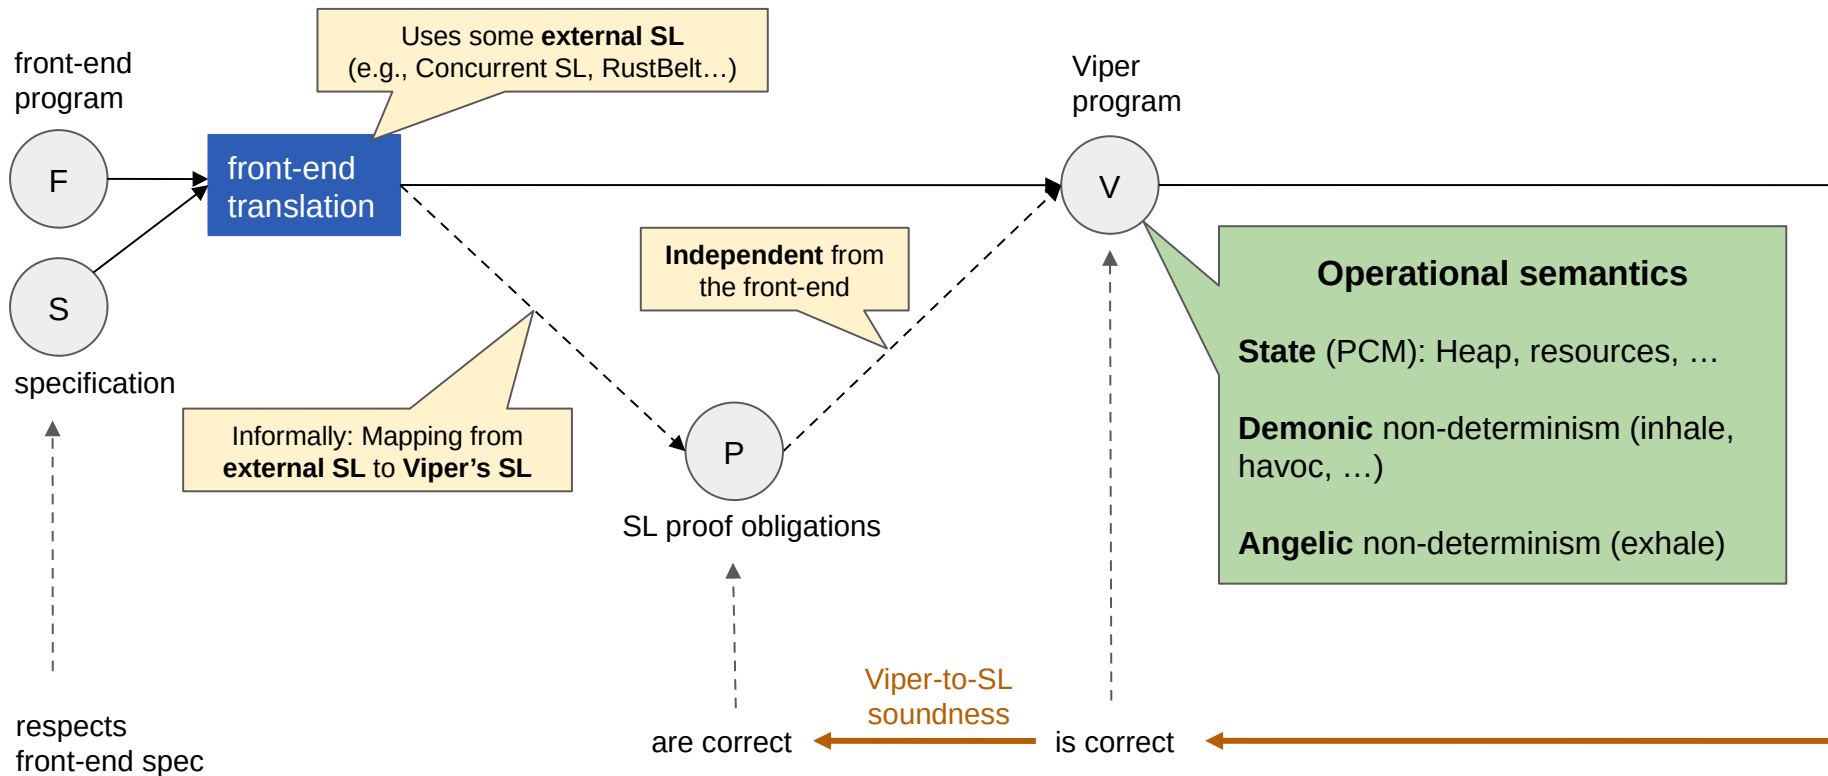 Uses some external SL
(e.g., Concurrent SL, RustBelt…)
front-end
program
Viper
program
F
front-end
translation
V
S
specification
Independent from
the front-end
Operational semantics
State (PCM): Heap, resources, …
Demonic non-determinism (inhale,
havoc, …)
Angelic non-determinism (exhale)
Informally: Mapping from
external SL to Viper’s SL
P
SL proof obligations
Viper-to-SL
soundness
respects
front-end spec
are correct
is correct